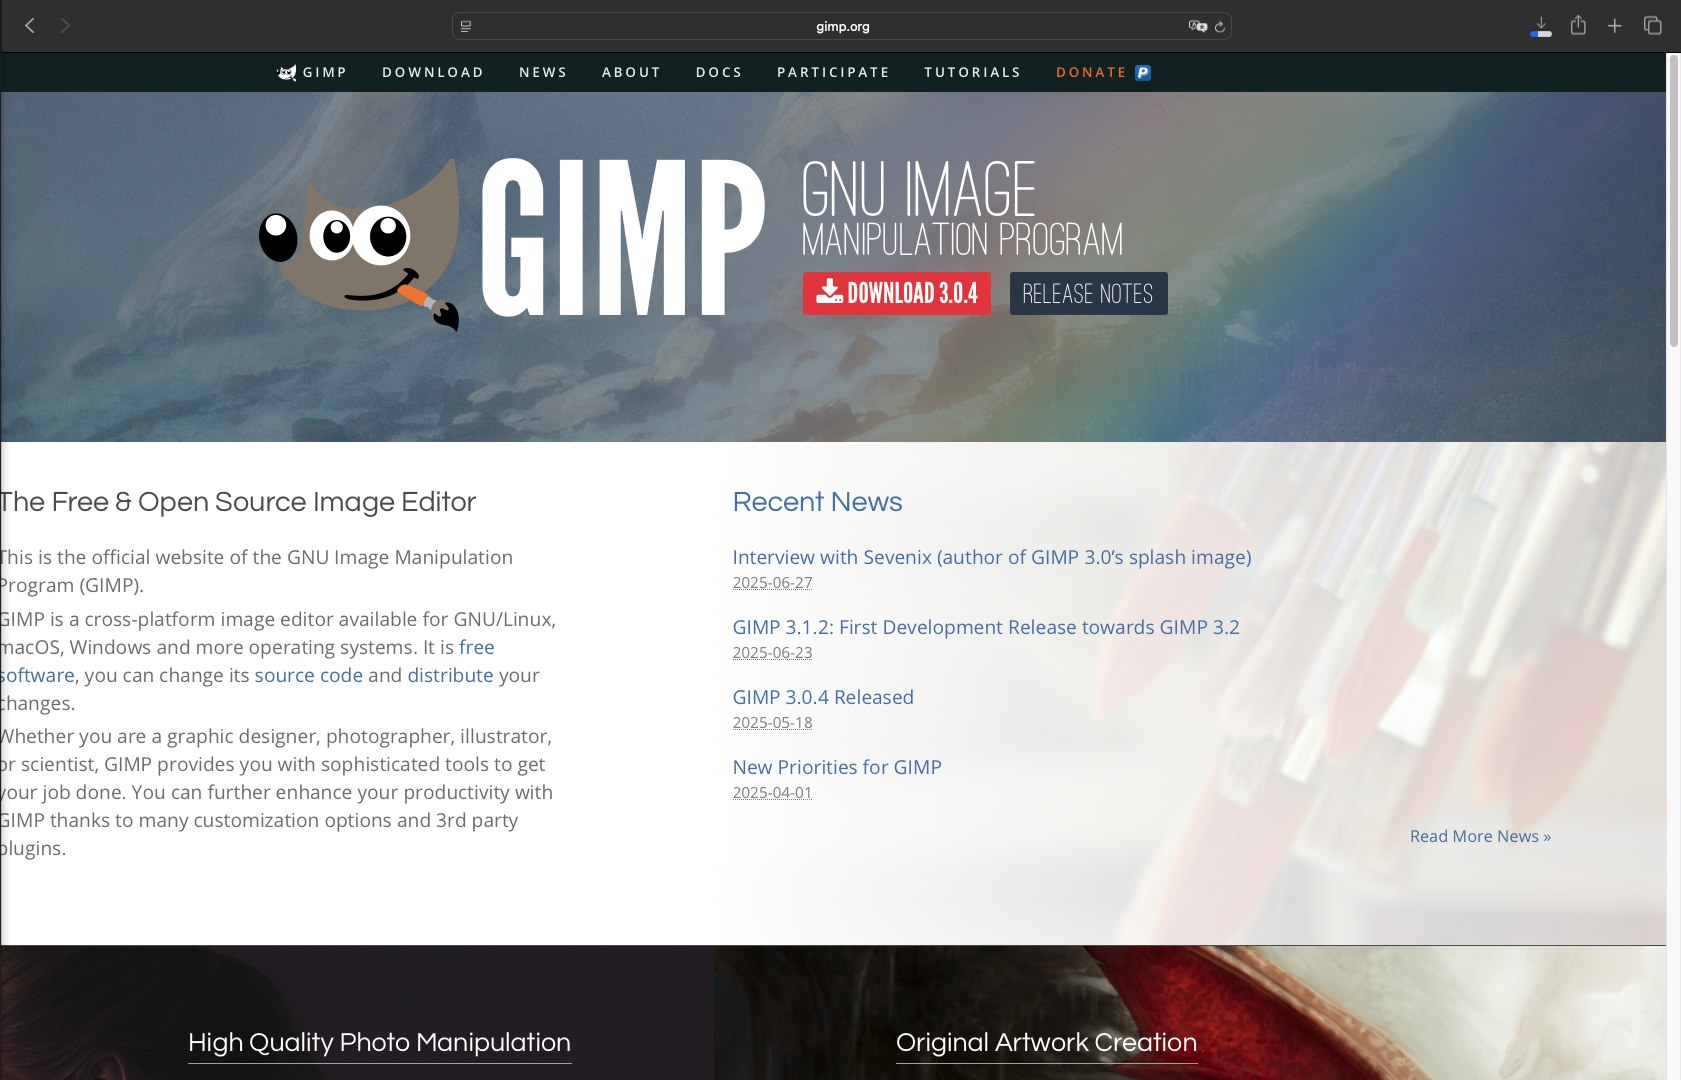 gimp.org
GIMP DOWNLOAD NEWS ABOUT DOCS PARTICIPATE TUTORIALS DONATE
GIMP
GNU IMAGE
MANIPULATION PROGRAM
DOWNLOAD 3.0.4 RELEASE NOTES
The Free & Open Source Image Editor
This is the official website of the GNU Image Manipulation
Program (GIMP).
GIMP is a cross-platform image editor available for GNU/Linux,
macOS, Windows and more operating systems. It is free
software, you can change its source code and distribute your
changes.
Whether you are a graphic designer, photographer, illustrator,
or scientist, GIMP provides you with sophisticated tools to get
your job done. You can further enhance your productivity with
GIMP thanks to many customization options and 3rd party
plugins.
Recent News
Interview with Sevenix (author of GIMP 3.0’s splash image)
2025-06-27
GIMP 3.1.2: First Development Release towards GIMP 3.2
2025-06-23
GIMP 3.0.4 Released
2025-05-18
New Priorities for GIMP
2025-04-01
Read More News »
High Quality Photo Manipulation
Original Artwork Creation